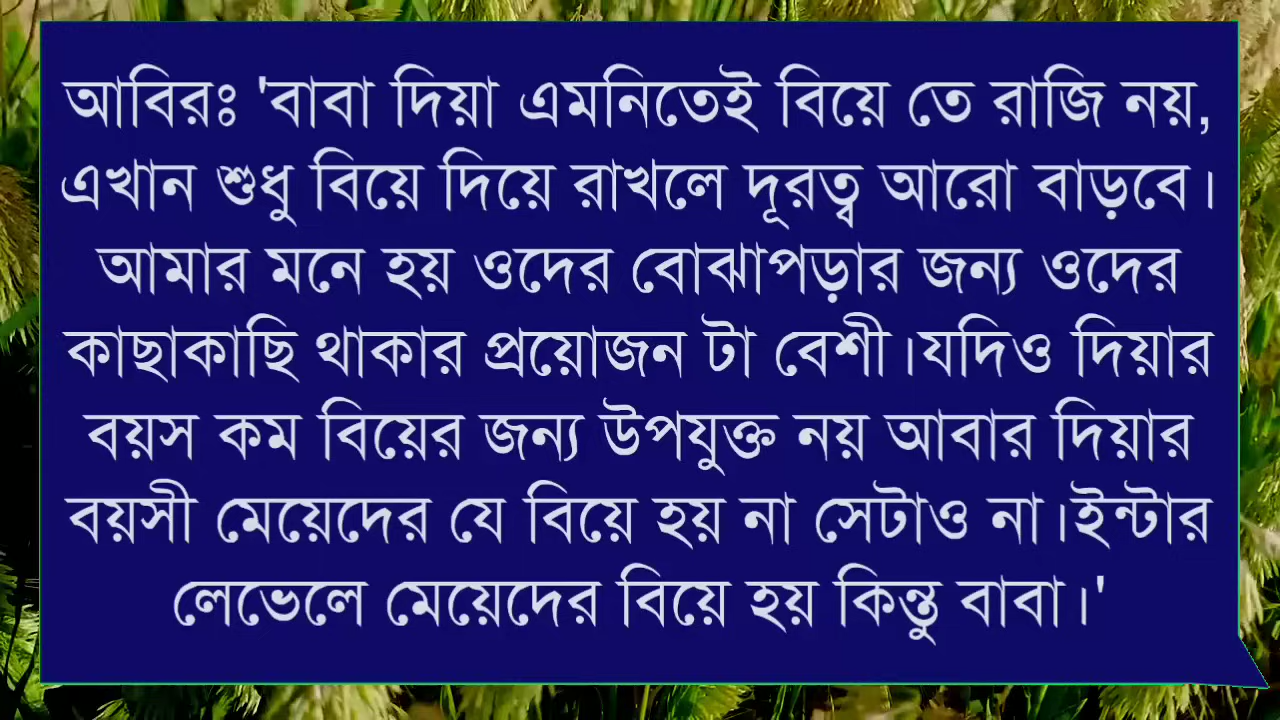 আবিরঃ 'বাবা দিয়া এমনিতেই বিয়ে তে রাজি নয়,
এখান শুধু বিয়ে দিয়ে রাখলে দূরত্ব আরো বাড়বে।
আমার মনে হয় ওদের বোঝাপড়ার জন্য ওদের
কাছাকাছি থাকার প্রয়োজন টা বেশী।যদিও দিয়ার
বয়স কম বিয়ের জন্য উপযুক্ত নয় আবার দিয়ার
বয়সী মেয়েদের যে বিয়ে হয় না সেটাও না।ইন্টার
লেভেলে মেয়েদের বিয়ে হয় কিন্তু বাবা।'